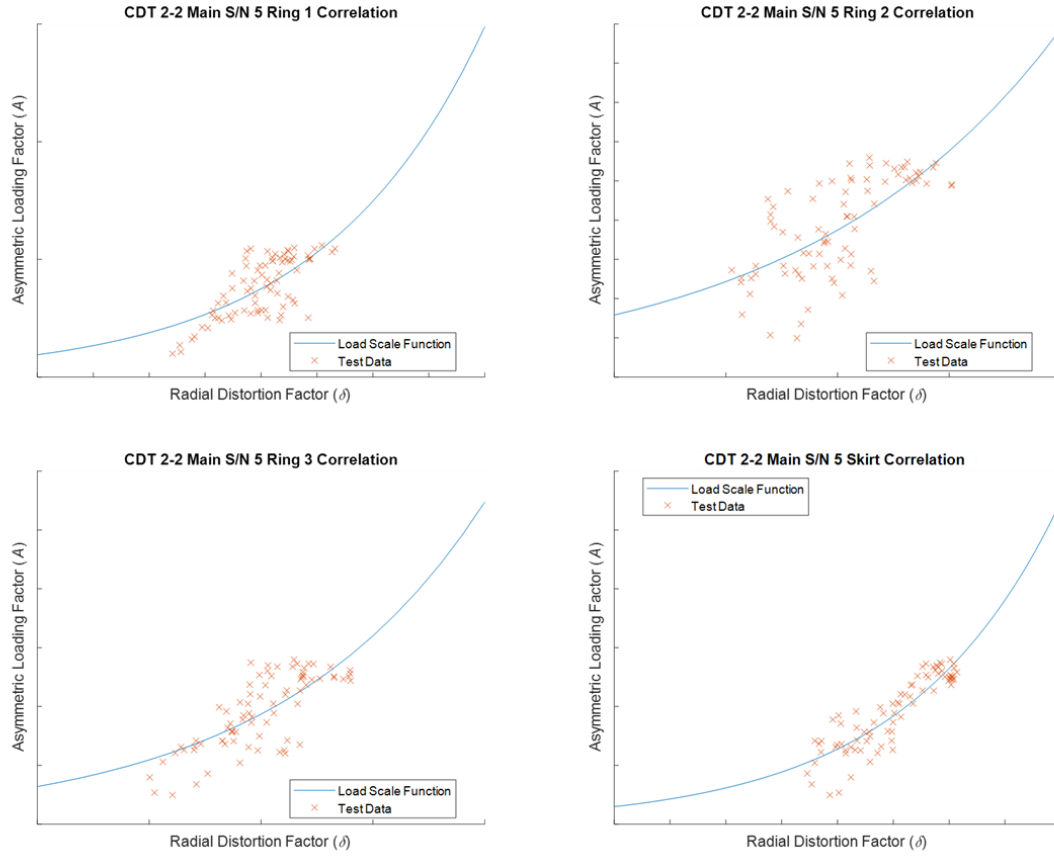 CDT 2-2 Main S/N 5 Ring 1 Correlation
Asymmetric Loading Factor (A)
Load Scale Function
Test Data
Radial Distortion Factor (δ)
CDT 2-2 Main S/N 5 Ring 2 Correlation
Asymmetric Loading Factor (A)
Load Scale Function
Test Data
Radial Distortion Factor (δ)
CDT 2-2 Main S/N 5 Ring 3 Correlation
Asymmetric Loading Factor (A)
Load Scale Function
Test Data
Radial Distortion Factor (δ)
CDT 2-2 Main S/N 5 Skirt Correlation
Load Scale Function
Test Data
Asymmetric Loading Factor (A)
Radial Distortion Factor (δ)